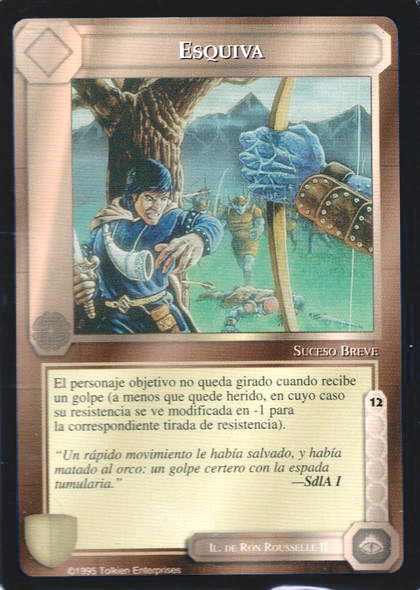 Esquiva
Suceso Breve
El personaje objetivo no queda girado cuando recibe
un golpe (a menos que quede herido, en cuyo caso
su resistencia se ve modificada en -1 para
la correspondiente tirada de resistencia).
12
“Un rápido movimiento le había salvado, y había
matado al orco: un golpe certero con la espada
tumularia.” —SdlA I
Il. de Ron Rousselle II
©1995 Tolkien Enterprises